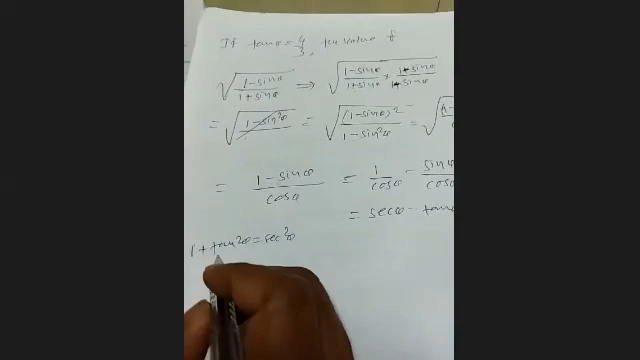 If tanθ = 4/3, the value of
√((1-sinθ)/(1+sinθ)) ⇒ √((1-sinθ)/(1+sinθ) × (1-sinθ)/(1-sinθ))
= √(1-sin²θ) = √((1-sinθ)²/(1-sin²θ)) = √((1-
= (1-sinθ)/cosθ = 1/cosθ - sinθ/cosθ
= secθ - tanθ
1 + tan²θ = sec²θ